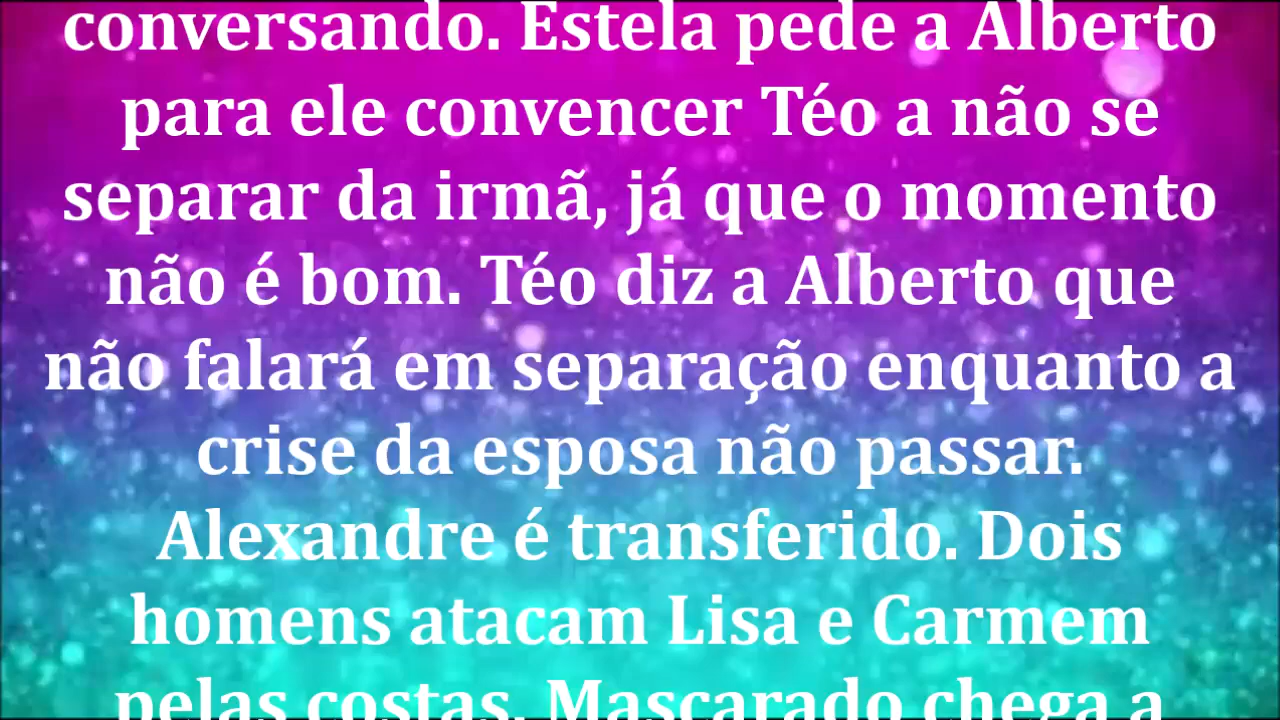 conversando. Estela pede a Alberto
para ele convencer Téo a não se
separar da irmã, já que o momento
não é bom. Téo diz a Alberto que
não falará em separação enquanto a
crise da esposa não passar.
Alexandre é transferido. Dois
homens atacam Lisa e Carmem
pelas costas. Mascarado chega a